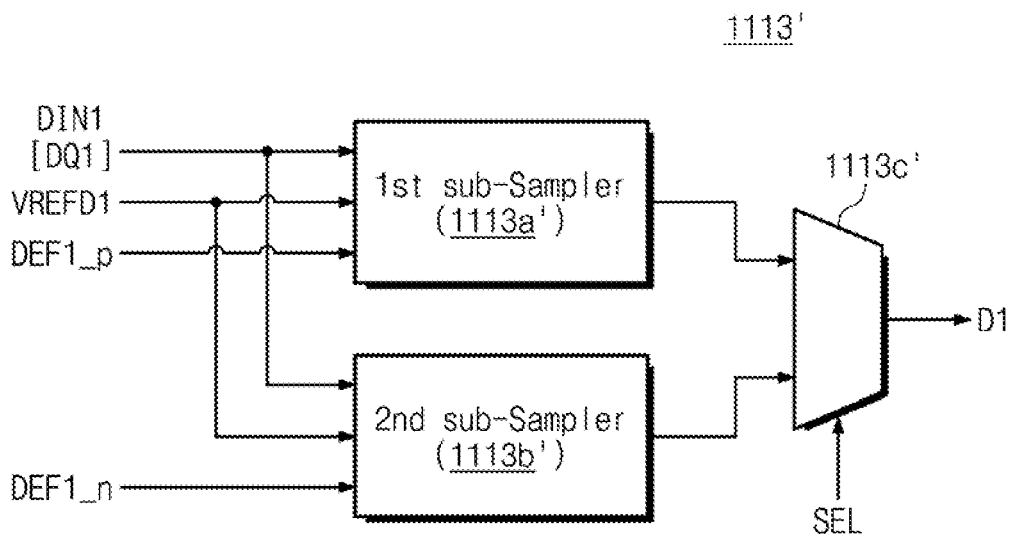 1113'
DIN1
[DQ1]
VREFD1
DEF1_p
1st sub-Sampler
(1113a')
1113c'
D1
2nd sub-Sampler
(1113b')
DEF1_n
SEL